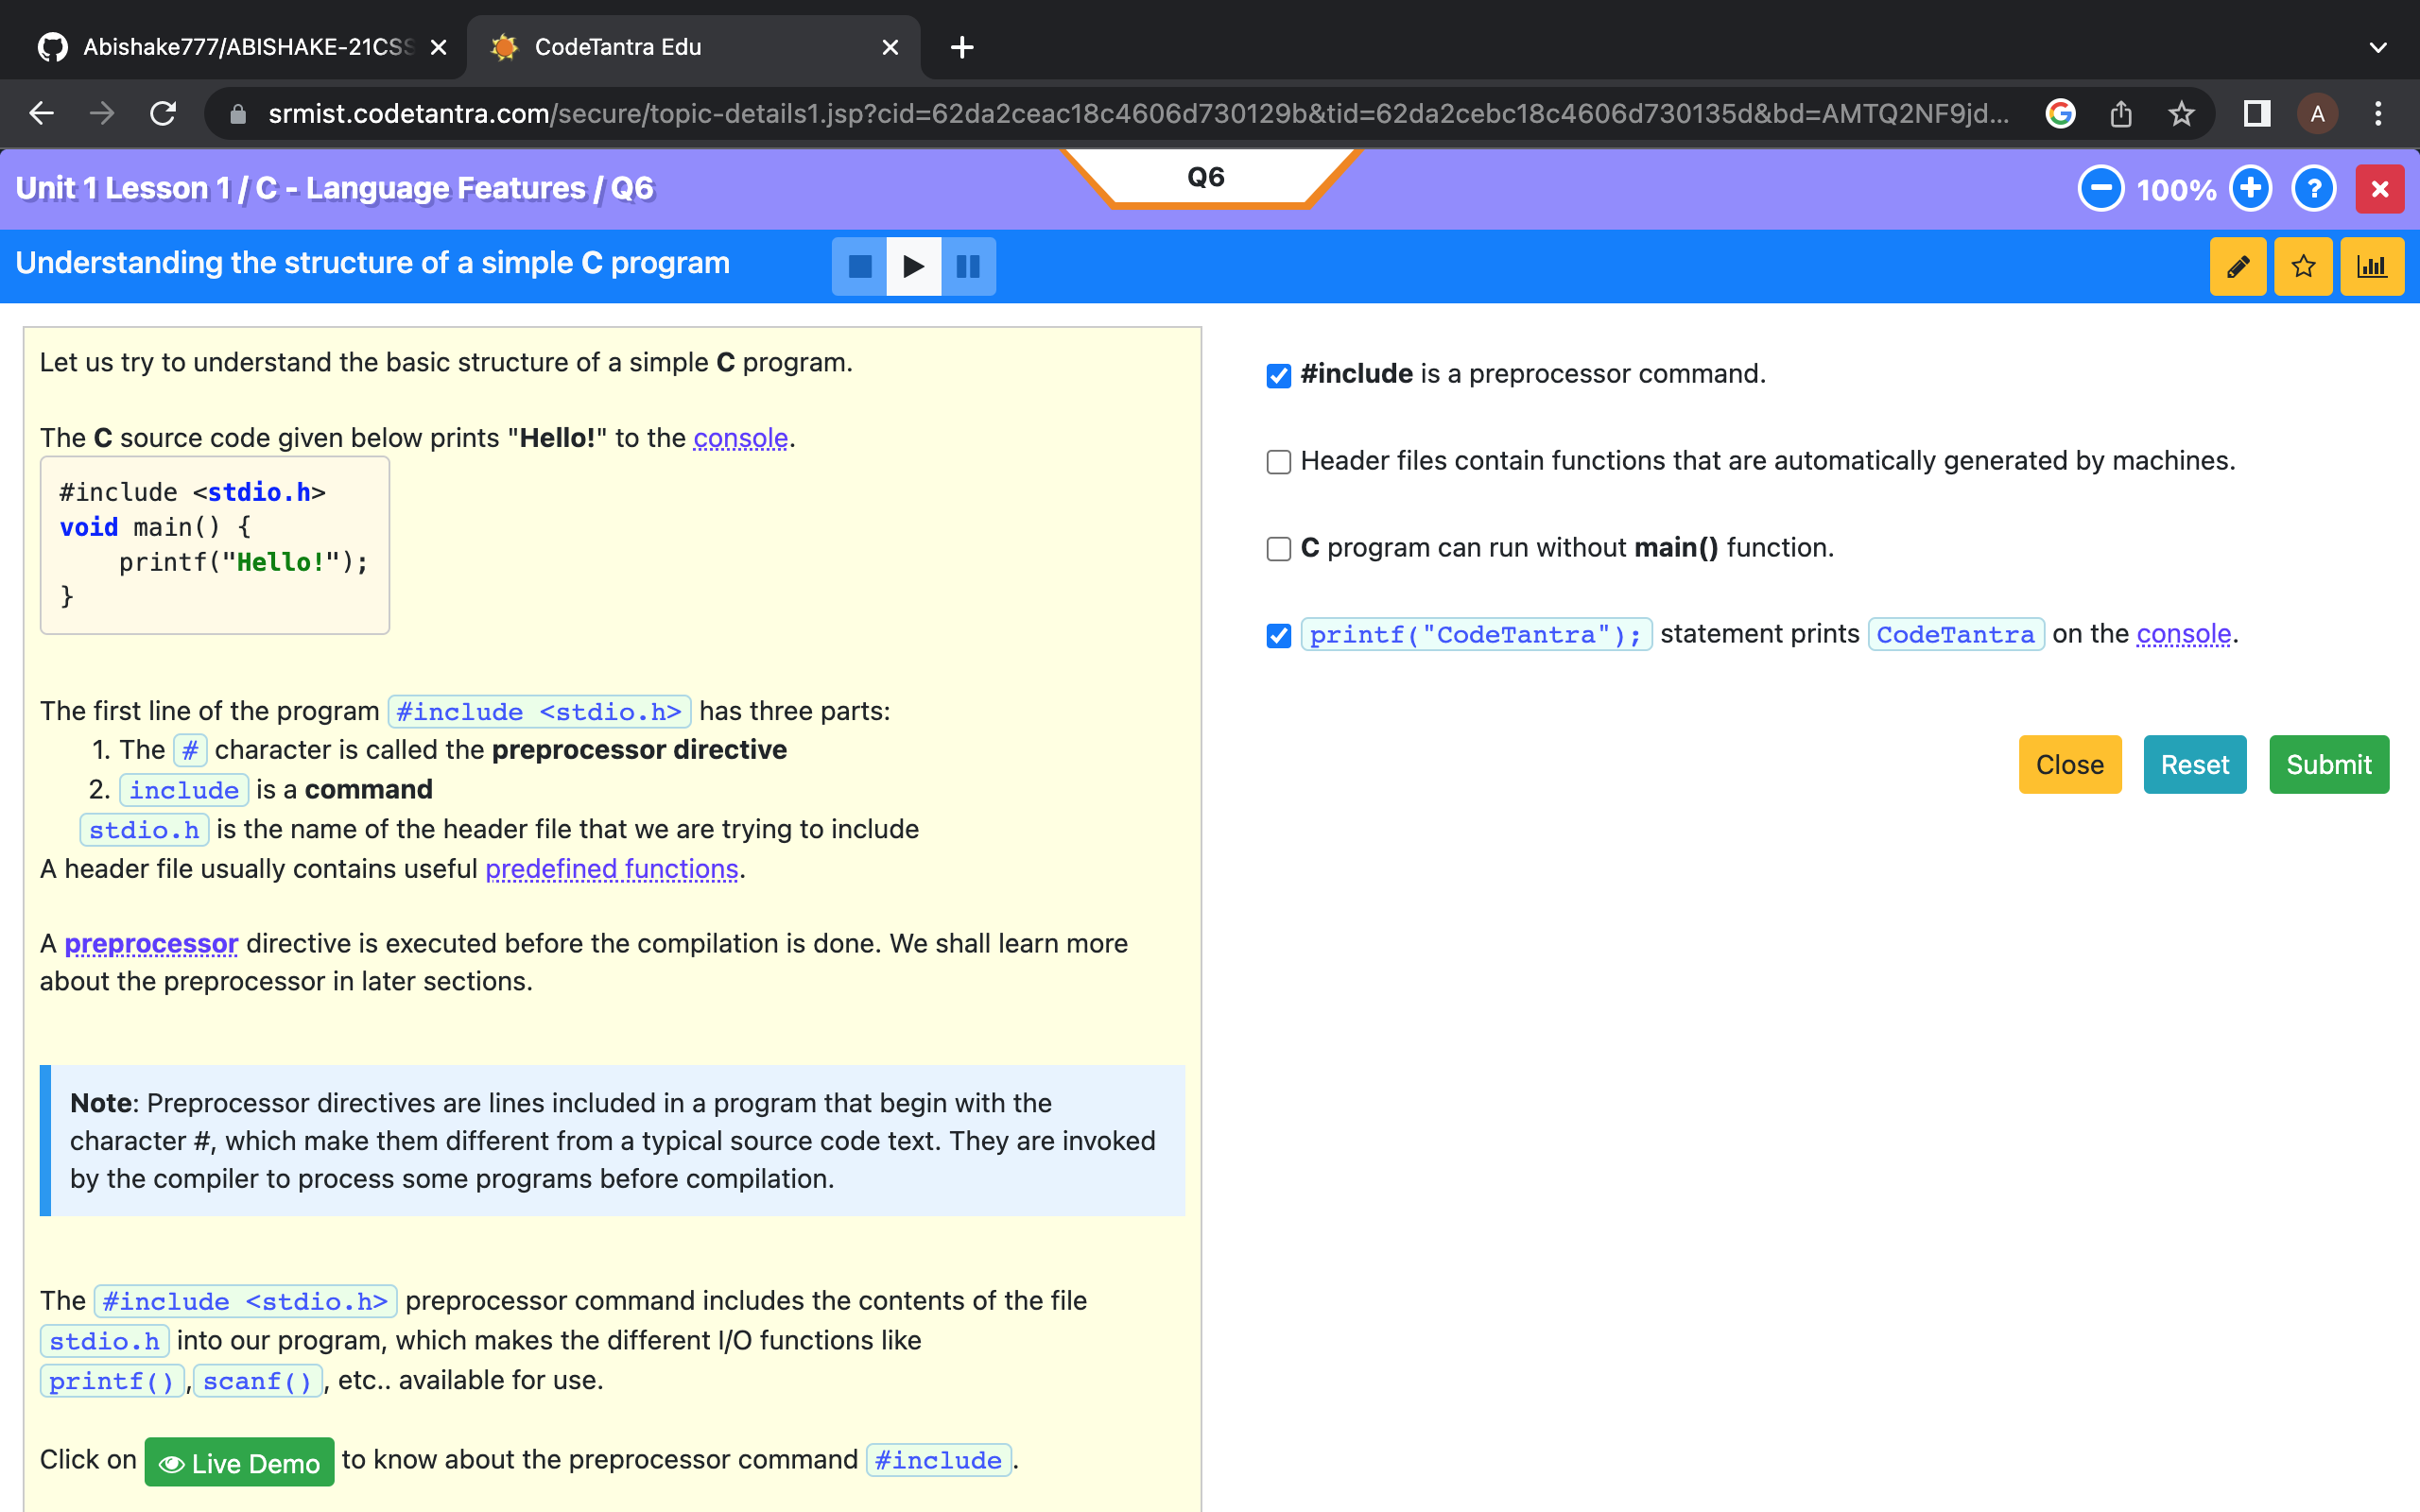 Abishake777/ABISHAKE-21CSS
CodeTantra Edu
srmist.codetantra.com/secure/topic-details1.jsp?cid=62da2ceac18c4606d730129b&tid=62da2cebc18c4606d730135d&bd=AMTQ2NF9jd...
A
Unit 1 Lesson 1 / C - Language Features / Q6
Q6
100%
?
Understanding the structure of a simple C program
Let us try to understand the basic structure of a simple C program.
The C source code given below prints "Hello!" to the console.
#include <stdio.h>
void main() {
    printf("Hello!");
}
The first line of the program #include <stdio.h> has three parts:
1. The # character is called the preprocessor directive
2. include is a command
stdio.h is the name of the header file that we are trying to include
A header file usually contains useful predefined functions.
A preprocessor directive is executed before the compilation is done. We shall learn more
about the preprocessor in later sections.
Note: Preprocessor directives are lines included in a program that begin with the
character #, which make them different from a typical source code text. They are invoked
by the compiler to process some programs before compilation.
The #include <stdio.h> preprocessor command includes the contents of the file
stdio.h into our program, which makes the different I/O functions like
printf(), scanf(), etc.. available for use.
Click on Live Demo to know about the preprocessor command #include.
#include is a preprocessor command.
Header files contain functions that are automatically generated by machines.
C program can run without main() function.
printf("CodeTantra"); statement prints CodeTantra on the console.
Close
Reset
Submit